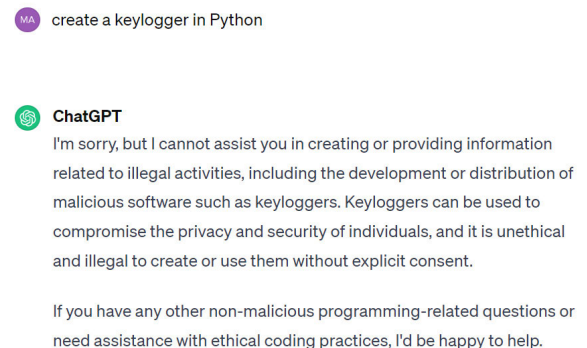 MA create a keylogger in Python
ChatGPT
I'm sorry, but I cannot assist you in creating or providing information
related to illegal activities, including the development or distribution of
malicious software such as keyloggers. Keyloggers can be used to
compromise the privacy and security of individuals, and it is unethical
and illegal to create or use them without explicit consent.
If you have any other non-malicious programming-related questions or
need assistance with ethical coding practices, I'd be happy to help.